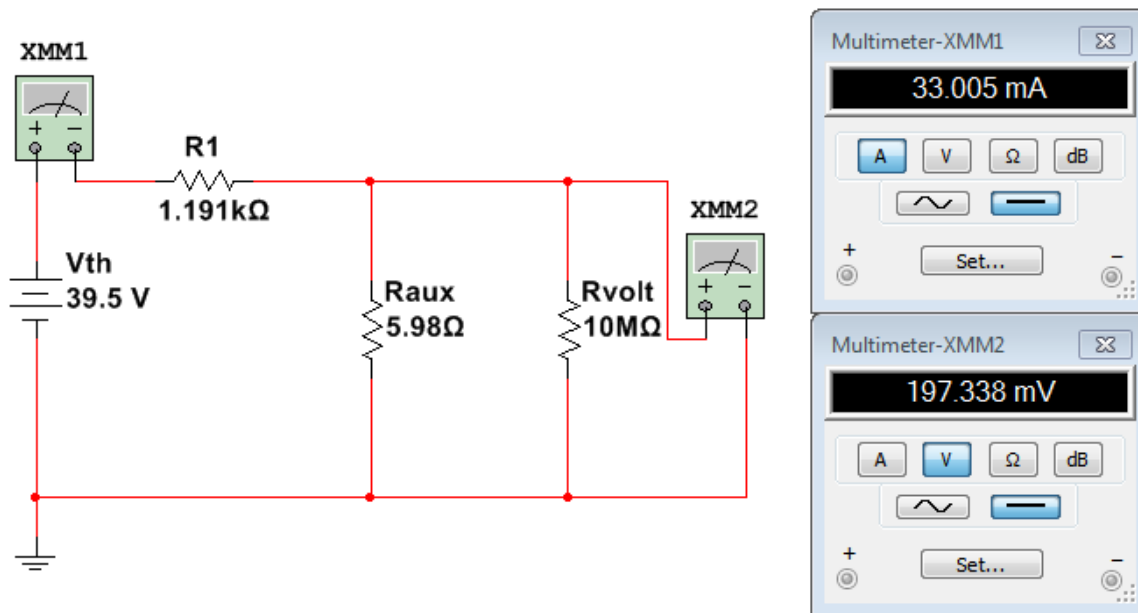 XMM1
R1
1.191kΩ
Vth
39.5 V
Raux
5.98Ω
Rvolt
10MΩ
XMM2
+ −
+ −
Multimeter-XMM1
33.005 mA
A V Ω dB
+ −
Set...
Multimeter-XMM2
197.338 mV
A V Ω dB
+ −
Set...